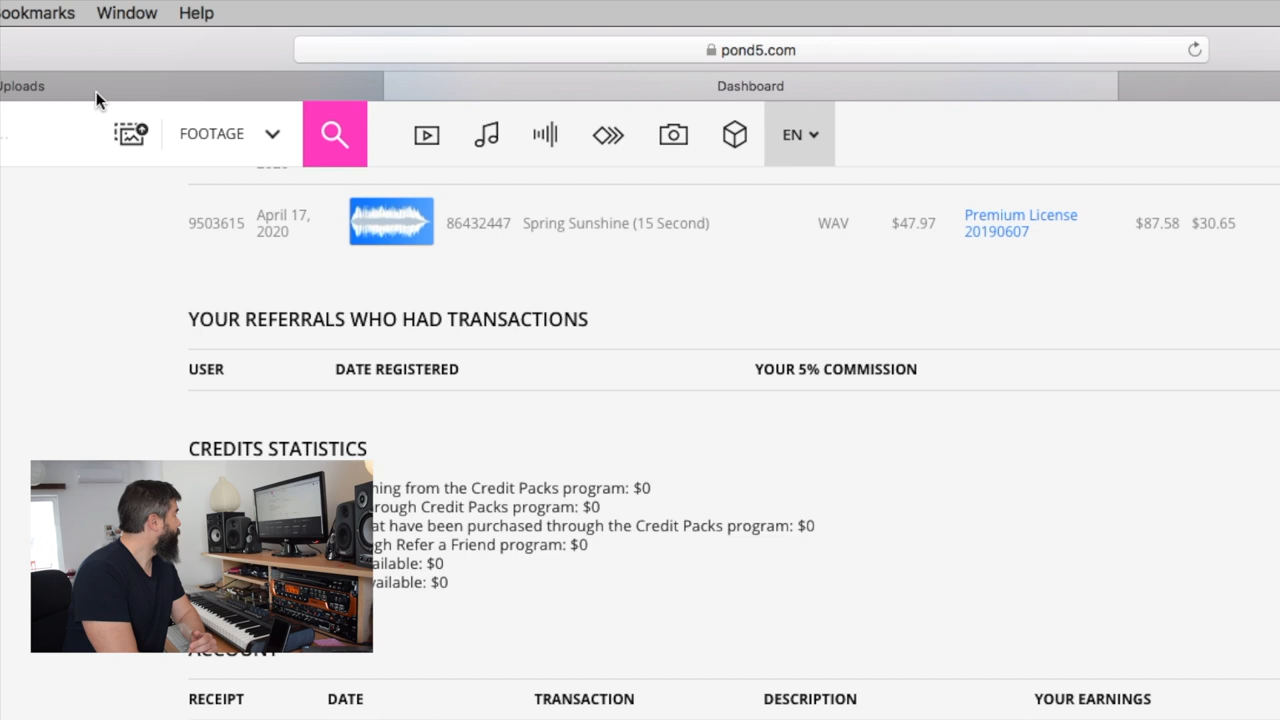 ookmarks Window Help
pond5.com
Uploads
Dashboard
FOOTAGE
EN
9503615 April 17, 2020 86432447 Spring Sunshine (15 Second) WAV $47.97 Premium License 20190607 $87.58 $30.65
YOUR REFERRALS WHO HAD TRANSACTIONS
USER DATE REGISTERED YOUR 5% COMMISSION
CREDITS STATISTICS
ning from the Credit Packs program: $0
rough Credit Packs program: $0
at have been purchased through the Credit Packs program: $0
gh Refer a Friend program: $0
ailable: $0
vailable: $0
ACCOUNT
RECEIPT DATE TRANSACTION DESCRIPTION YOUR EARNINGS